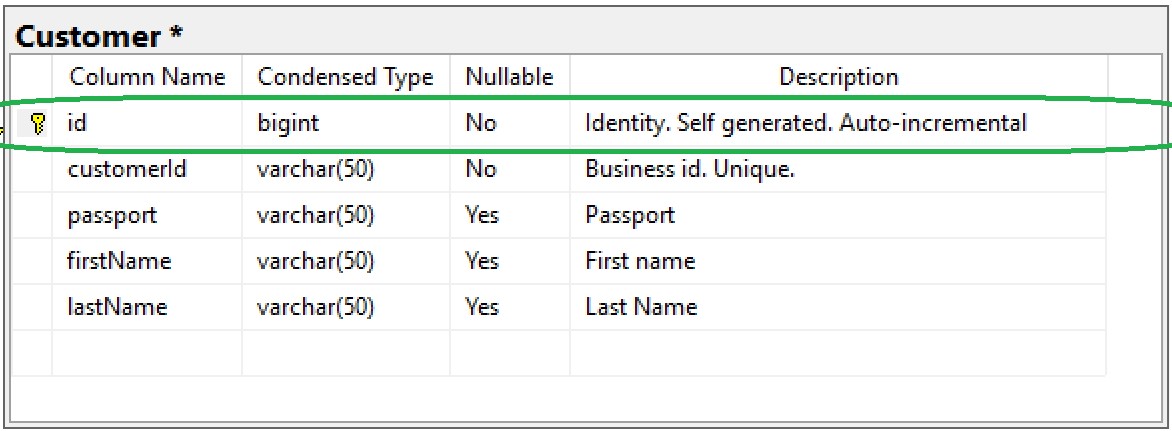 Customer *
Column Name Condensed Type Nullable Description
id bigint No Identity. Self generated. Auto-incremental
customerId varchar(50) No Business id. Unique.
passport varchar(50) Yes Passport
firstName varchar(50) Yes First name
lastName varchar(50) Yes Last Name